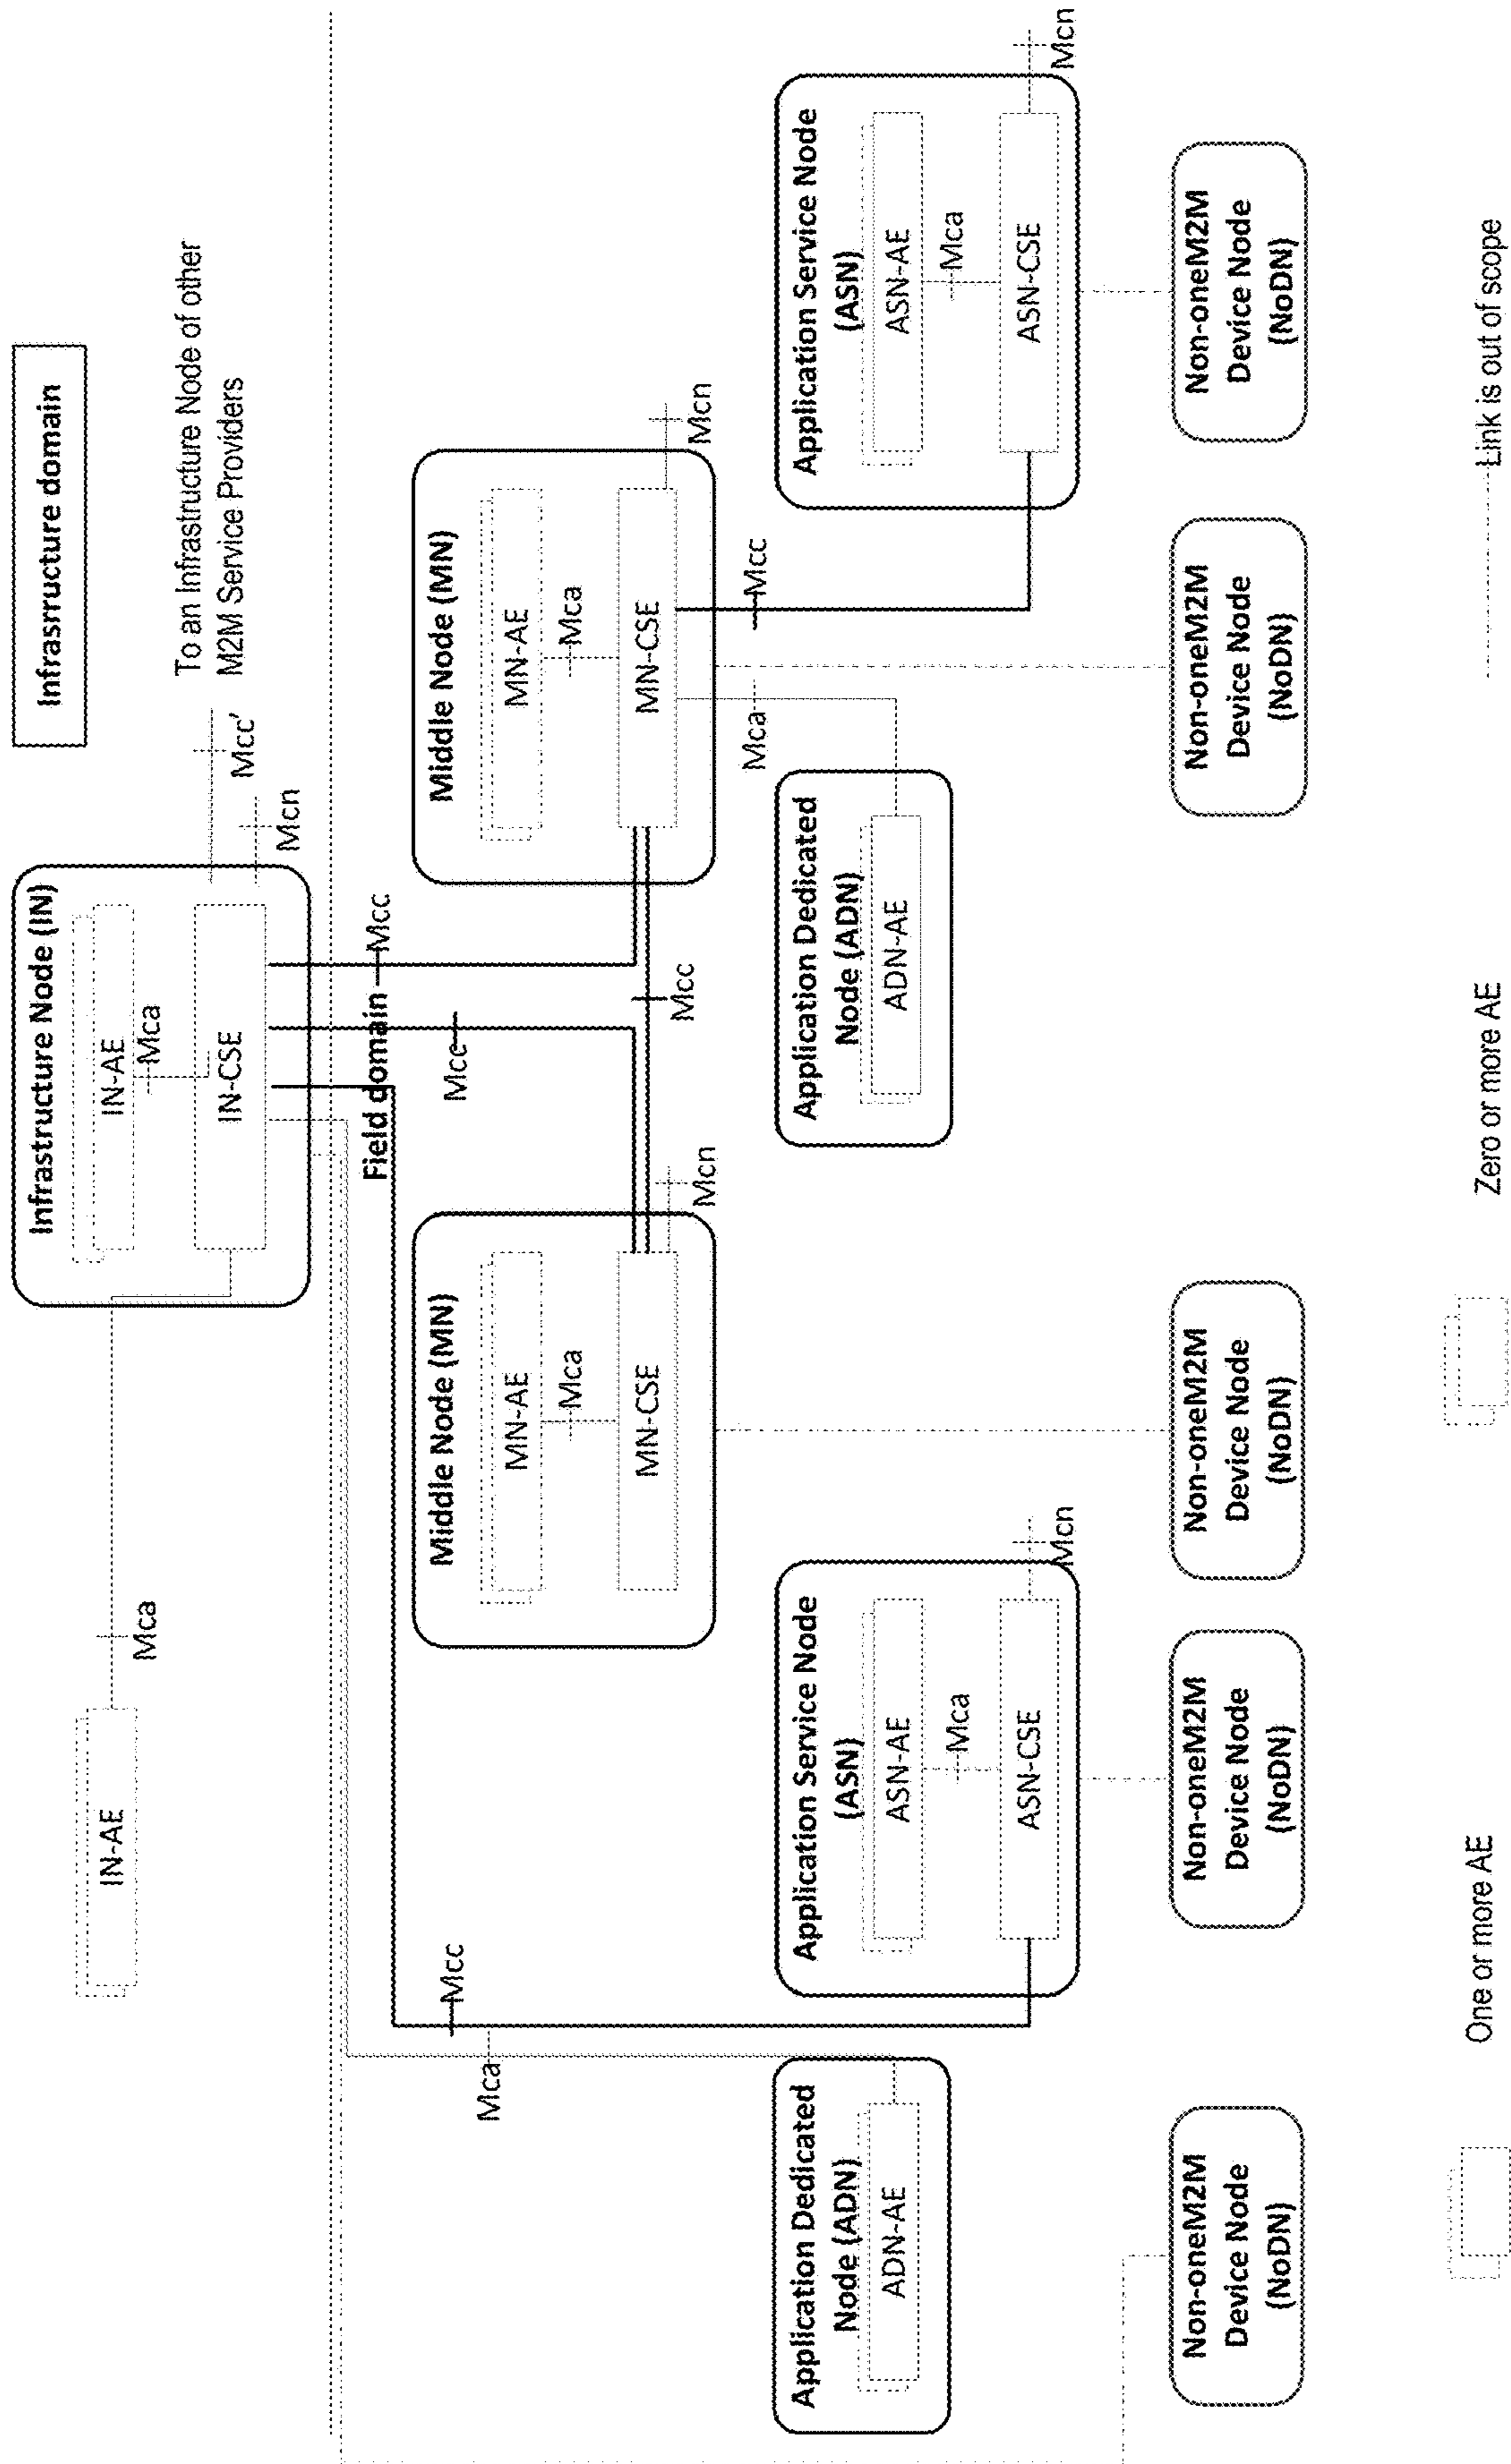 Infrasrructure domain
Infrastructure Node (IN)
IN-AE
IN-AE
Mca
Mca
IN-CSE
To an Infrastructure Node of other
M2M Service Providers
Mcc'
Mcn
Field domain
Mcc
Mcc
Mcc
Mca
Middle Node (MN)
MN-AE
Mca
MN-CSE
Mcn
Mcc
Middle Node (MN)
MN-AE
Mca
MN-CSE
Mcn
Mca
Mcc
Application Dedicated
Node (ADN)
ADN-AE
Application Service Node
(ASN)
ASN-AE
Mca
ASN-CSE
Mcn
Application Dedicated
Node (ADN)
ADN-AE
Application Service Node
(ASN)
ASN-AE
Mca
ASN-CSE
Mcn
Non-oneM2M
Device Node
(NoDN)
Non-oneM2M
Device Node
(NoDN)
Non-oneM2M
Device Node
(NoDN)
Non-oneM2M
Device Node
(NoDN)
Non-oneM2M
Device Node
(NoDN)
One or more AE
Zero or more AE
Link is out of scope